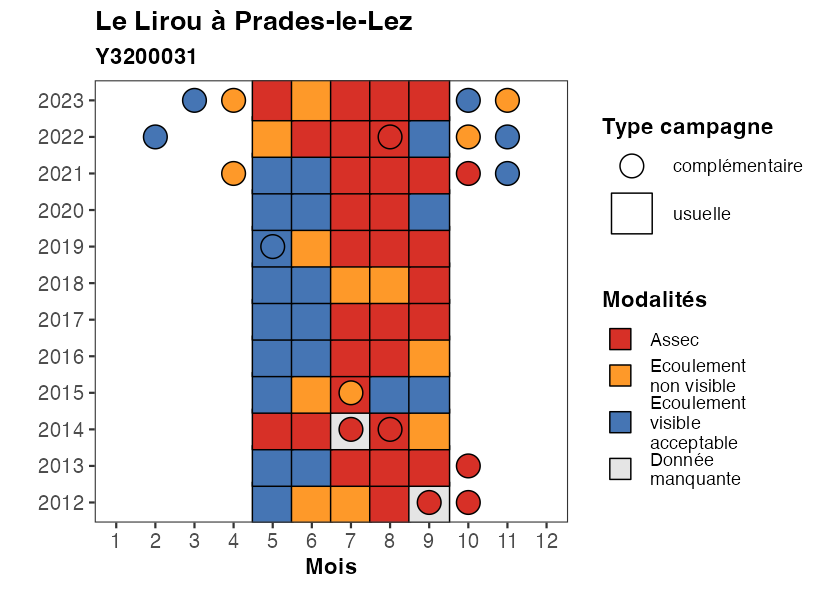 Le Lirou à Prades-le-Lez
Y3200031
2023
2022
2021
2020
2019
2018
2017
2016
2015
2014
2013
2012
1 2 3 4 5 6 7 8 9 10 11 12
Mois
Type campagne
complémentaire
usuelle
Modalités
Assec
Ecoulement
non visible
Ecoulement
visible
acceptable
Donnée
manquante